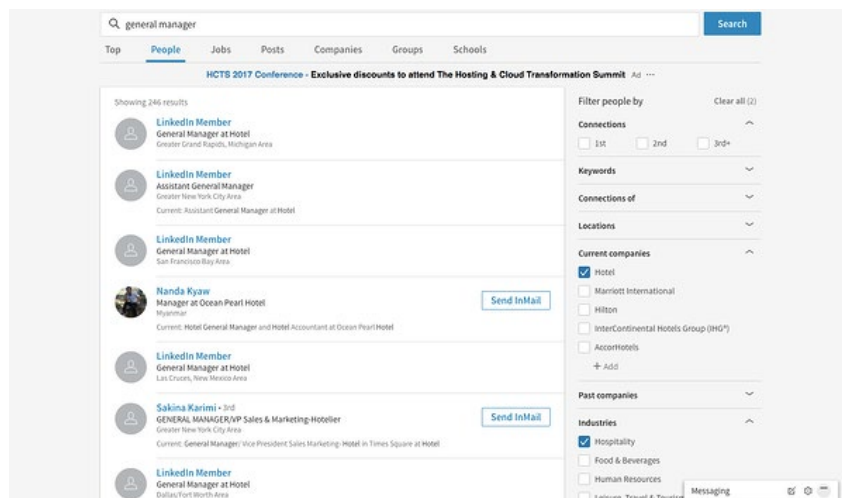 general manager
Search
Top People Jobs Posts Companies Groups Schools
HCTS 2017 Conference - Exclusive discounts to attend The Hosting & Cloud Transformation Summit Ad ···
Showing 246 results
LinkedIn Member
General Manager at Hotel
Greater Grand Rapids, Michigan Area
LinkedIn Member
Assistant General Manager
Greater New York City Area
Current: Assistant General Manager at Hotel
LinkedIn Member
General Manager at Hotel
San Francisco Bay Area
Nanda Kyaw
Manager at Ocean Pearl Hotel
Myanmar
Current: Hotel General Manager and Hotel Accountant at Ocean Pearl Hotel
Send InMail
LinkedIn Member
General Manager at Hotel
Las Cruces, New Mexico Area
Sakina Karimi • 3rd
GENERAL MANAGER/VP Sales & Marketing-Hotelier
Greater New York City Area
Current: General Manager/ Vice President Sales Marketing- Hotel in Times Square at Hotel
Send InMail
LinkedIn Member
General Manager at Hotel
Dallas/Fort Worth Area
Filter people by Clear all (2)
Connections
1st 2nd 3rd+
Keywords
Connections of
Locations
Current companies
Hotel
Marriott International
Hilton
InterContinental Hotels Group (IHG®)
AccorHotels
+ Add
Past companies
Industries
Hospitality
Food & Beverages
Human Resources
Leisure, Travel & Tourism
Messaging